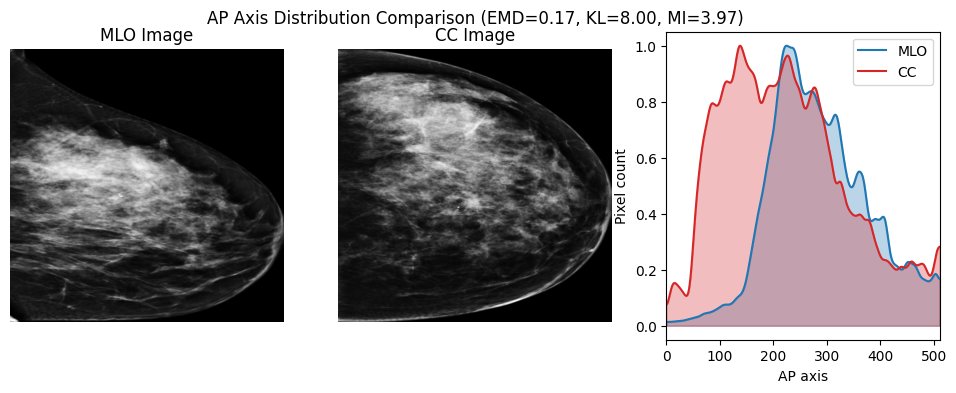 AP Axis Distribution Comparison (EMD=0.17, KL=8.00, MI=3.97)
MLO Image
CC Image
MLO
CC
Pixel count
1.0
0.8
0.6
0.4
0.2
0.0
0 100 200 300 400 500
AP axis